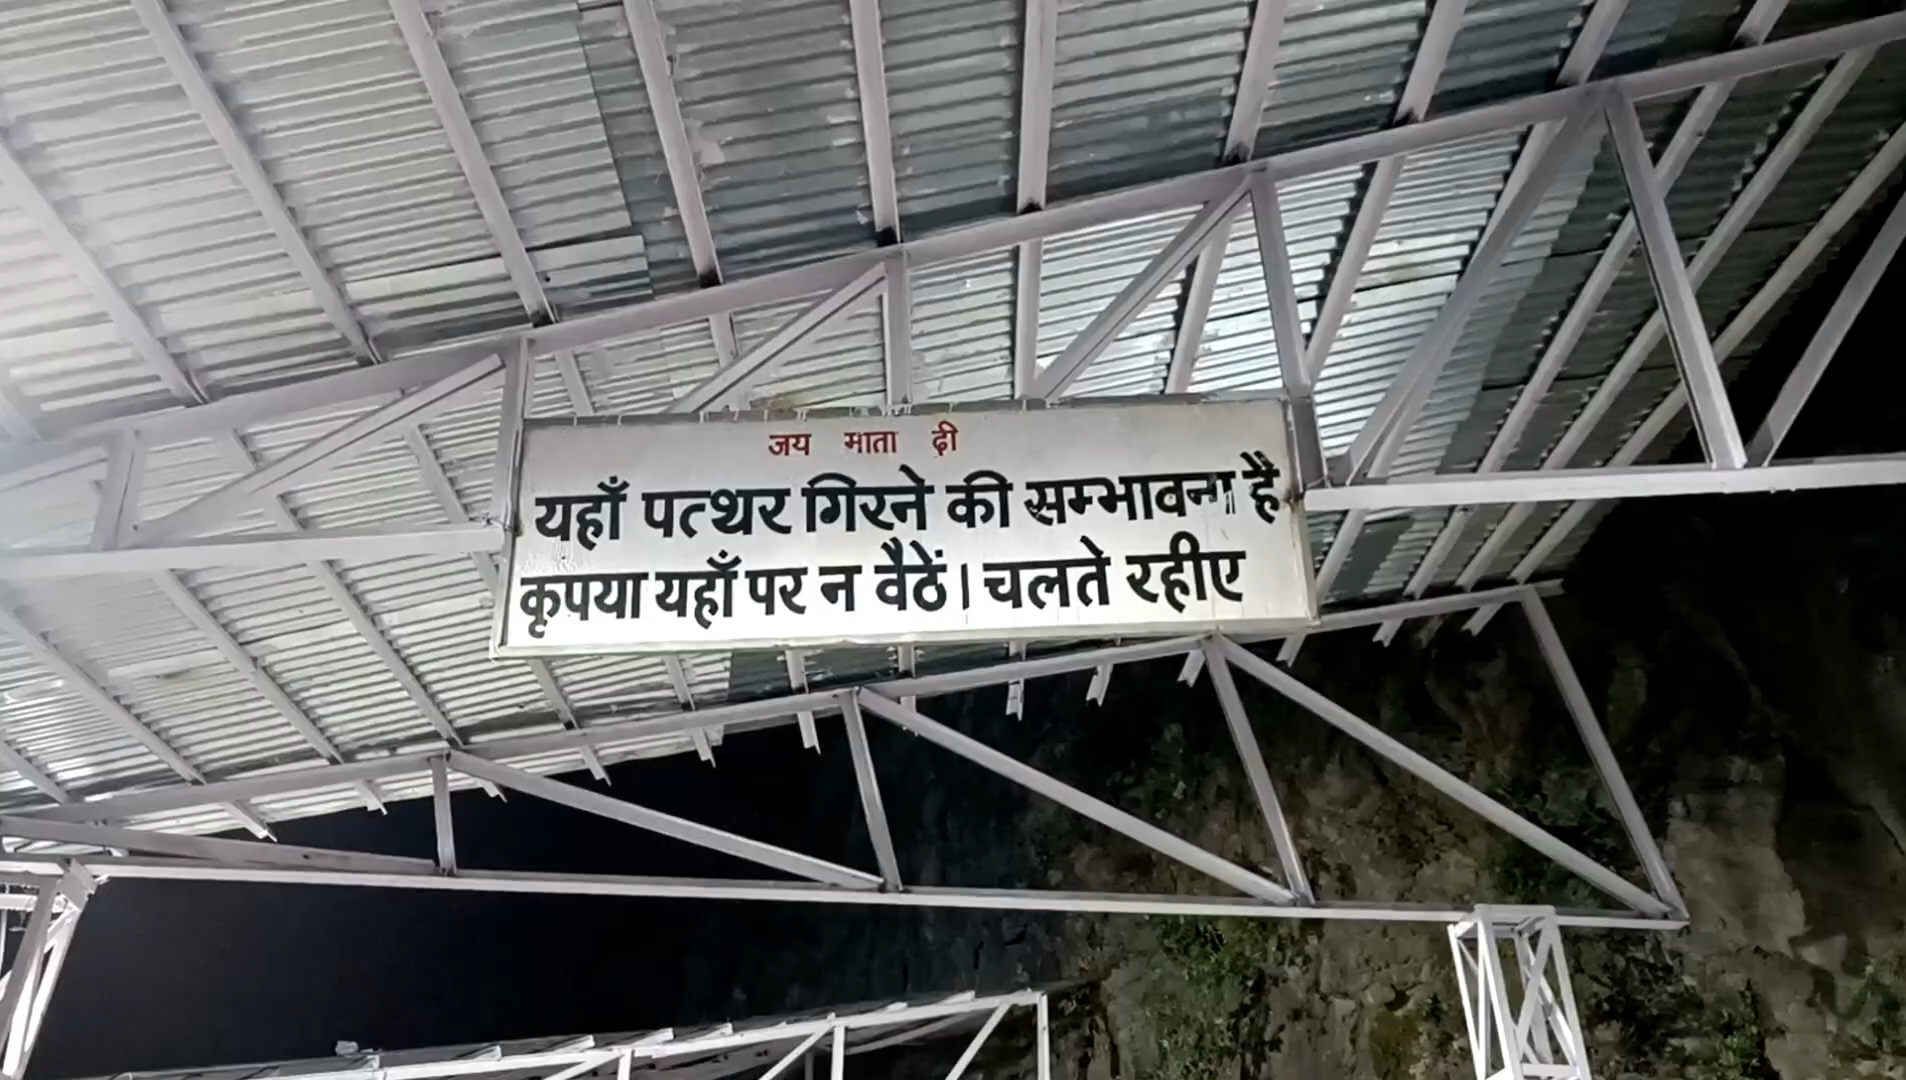 जय माता दी
यहाँ पत्थर गिरने की सम्भावना है
कृपया यहाँ पर न वैठें। चलते रहीए